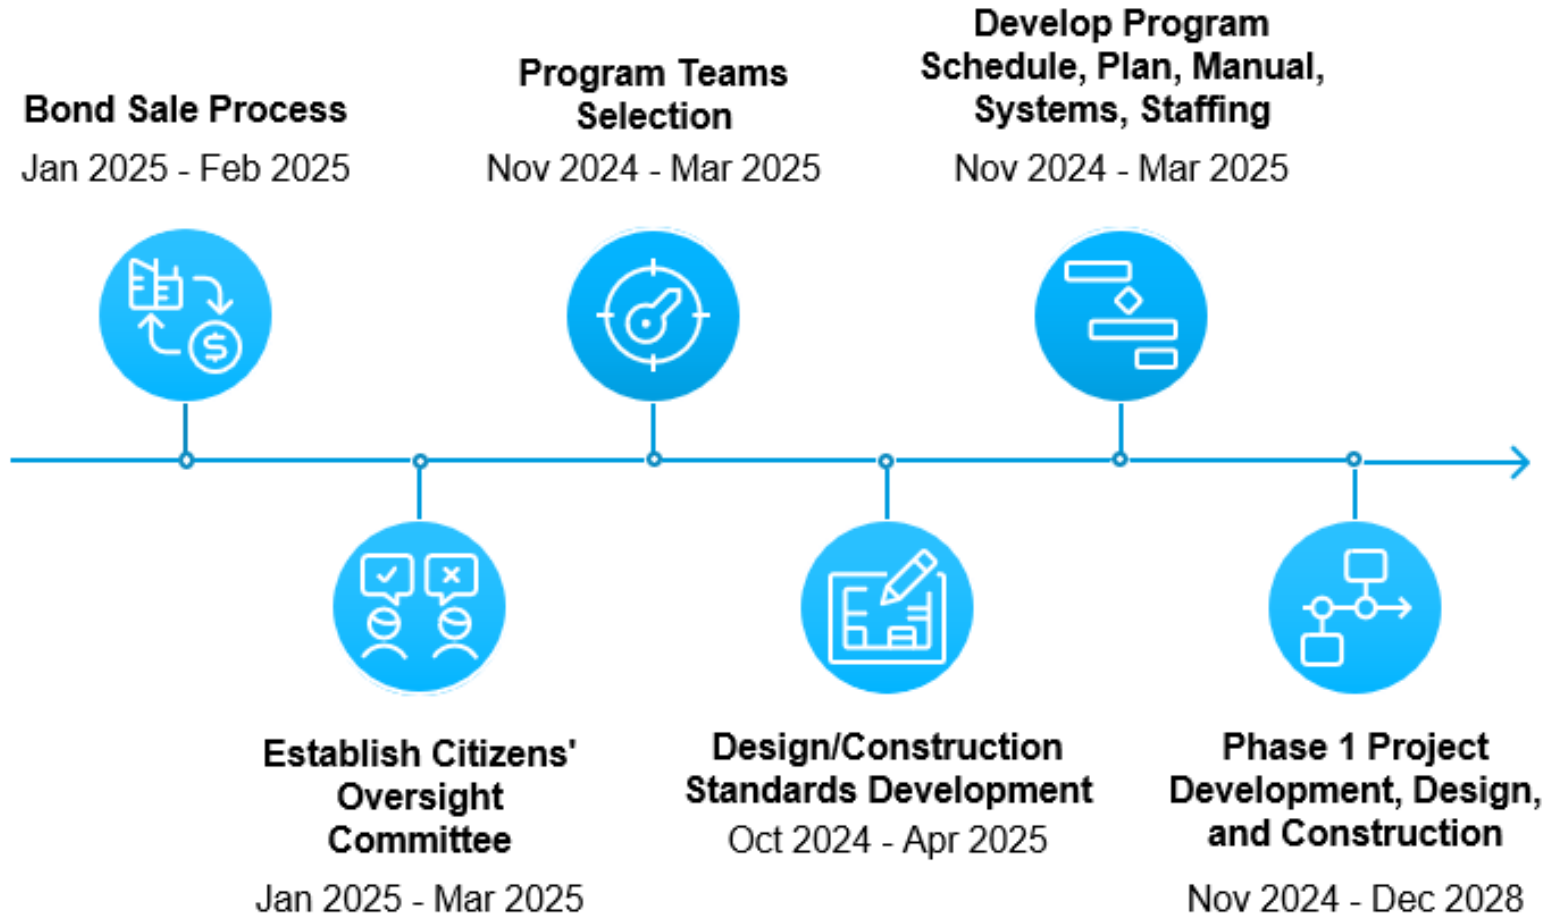 Bond Sale Process
Jan 2025 - Feb 2025
Establish Citizens'
Oversight
Committee
Jan 2025 - Mar 2025
Program Teams
Selection
Nov 2024 - Mar 2025
Design/Construction
Standards Development
Oct 2024 - Apr 2025
Develop Program
Schedule, Plan, Manual,
Systems, Staffing
Nov 2024 - Mar 2025
Phase 1 Project
Development, Design,
and Construction
Nov 2024 - Dec 2028